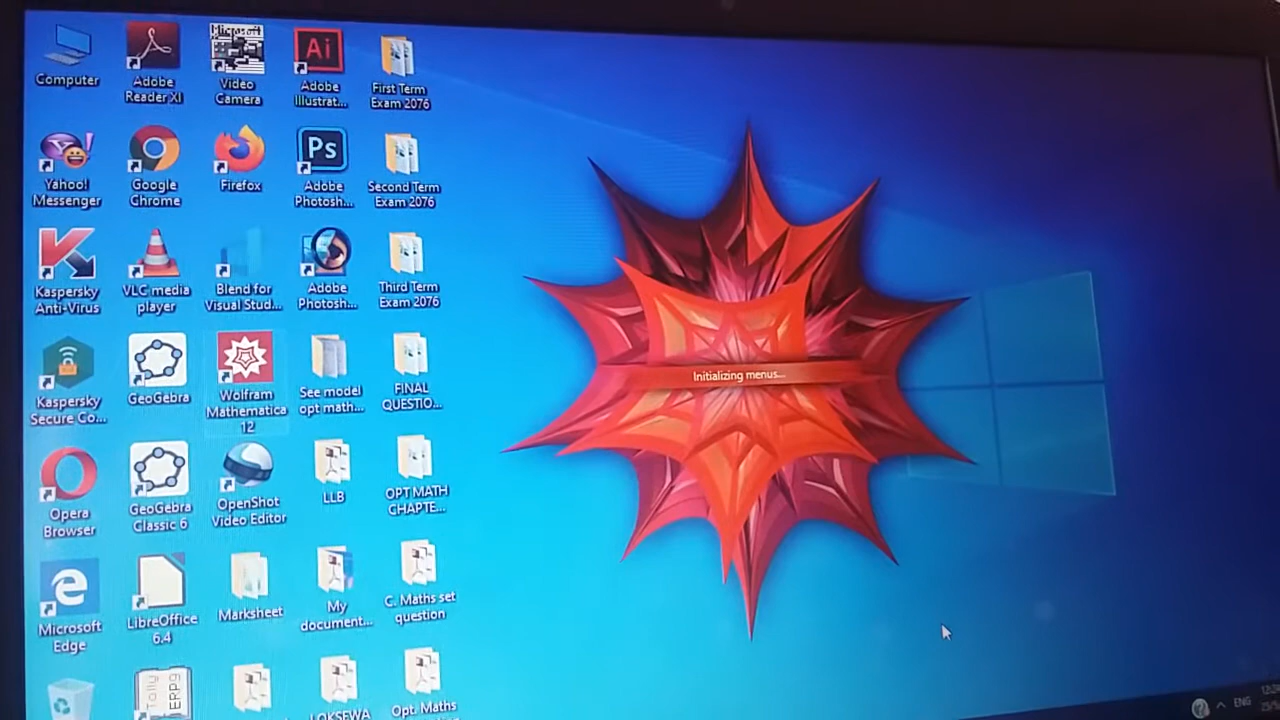 Computer
Adobe
Reader XI
Video
Camera
Ai
Adobe
Illustrat...
First Term
Exam 2076
Yahoo!
Messenger
Google
Chrome
Firefox
Ps
Adobe
Photosh...
Second Term
Exam 2076
Kaspersky
Anti-Virus
VLC media
player
Blend for
Visual Stud...
Adobe
Photosh...
Third Term
Exam 2076
Initializing menus...
Kaspersky
Secure Co...
GeoGebra
Wolfram
Mathematica
12
See model
opt math...
FINAL
QUESTIO...
Opera
Browser
GeoGebra
Classic 6
OpenShot
Video Editor
LLB
OPT MATH
CHAPTE...
Microsoft
Edge
LibreOffice
6.4
Marksheet
My
document...
C. Maths set
question
Tally
ERP9
LOKSEWA
Opt. Maths
ENG